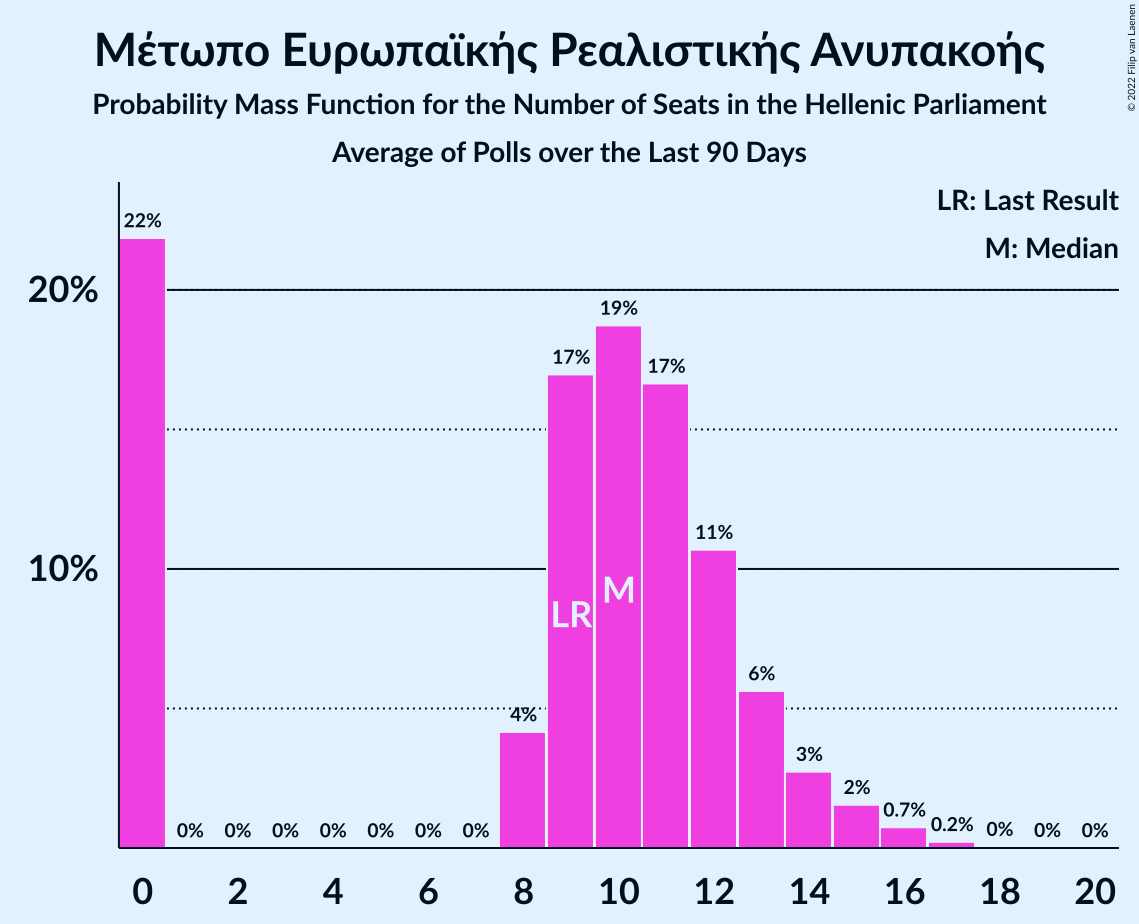 Μέτωπο Ευρωπαϊκής Ρεαλιστικής Ανυπακοής
Probability Mass Function for the Number of Seats in the Hellenic Parliament
Average of Polls over the Last 90 Days
© 2022 Filip van Laenen
LR: Last Result
M: Median
22%
20%
19%
17%
17%
11%
10%
M
LR
6%
4%
3%
2%
0.7%
0.2%
0% 0% 0% 0% 0% 0% 0% 0% 0% 0%
0 2 4 6 8 10 12 14 16 18 20